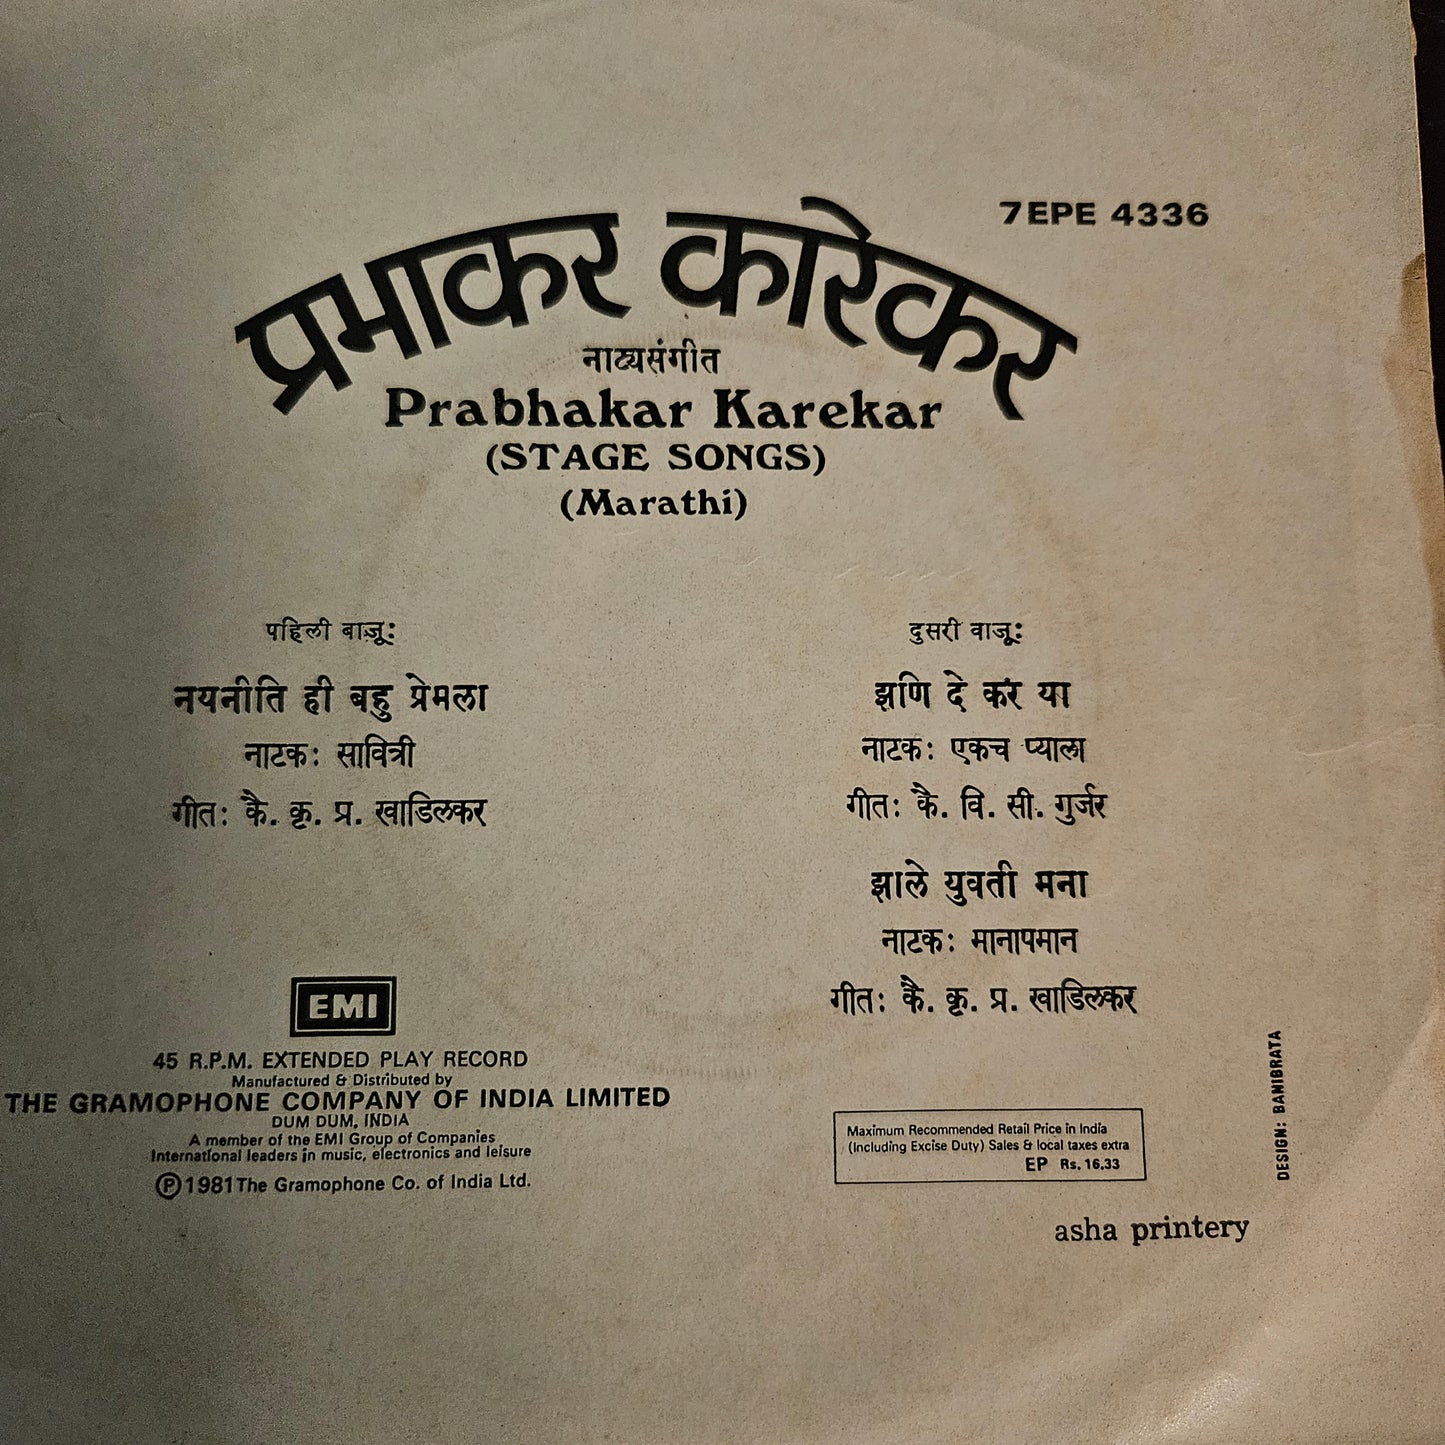 7EPE 4336
प्रभाकर कारेकर
नाट्यसंगीत
Prabhakar Karekar
(STAGE SONGS)
(Marathi)
पहिली बाजू:
नयनीति ही बहु प्रेमला
नाटक: सावित्री
गीत: कै. कृ. प्र. खाडिलकर
दुसरी वाजू:
झणि दे कर या
नाटक: एकच प्याला
गीत: कै. वि. सी. गुर्जर
झाले युवती मना
नाटक: मानापमान
गीत: कै. कृ. प्र. खाडिलकर
EMI
45 R.P.M. EXTENDED PLAY RECORD
Manufactured & Distributed by
THE GRAMOPHONE COMPANY OF INDIA LIMITED
DUM DUM, INDIA
A member of the EMI Group of Companies
International leaders in music, electronics and leisure
Ⓟ1981 The Gramophone Co. of India Ltd.
Maximum Recommended Retail Price in India
(Including Excise Duty) Sales & local taxes extra
EP Rs. 16.33
DESIGN: BANIBRATA
asha printery